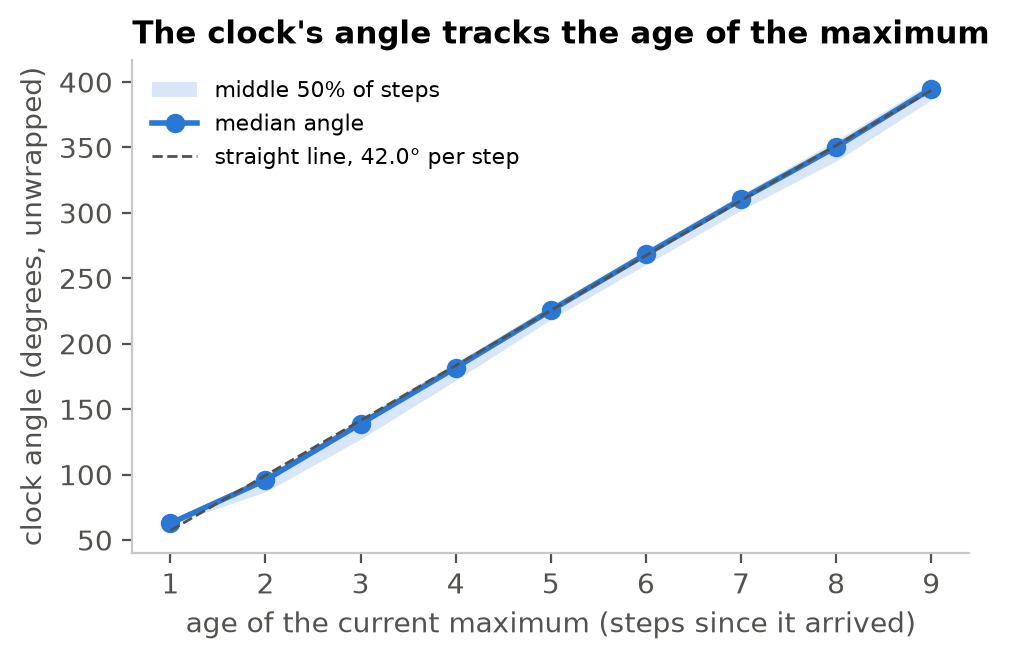 The clock's angle tracks the age of the maximum
middle 50% of steps
median angle
straight line, 42.0° per step
clock angle (degrees, unwrapped)
400
350
300
250
200
150
100
50
1 2 3 4 5 6 7 8 9
age of the current maximum (steps since it arrived)